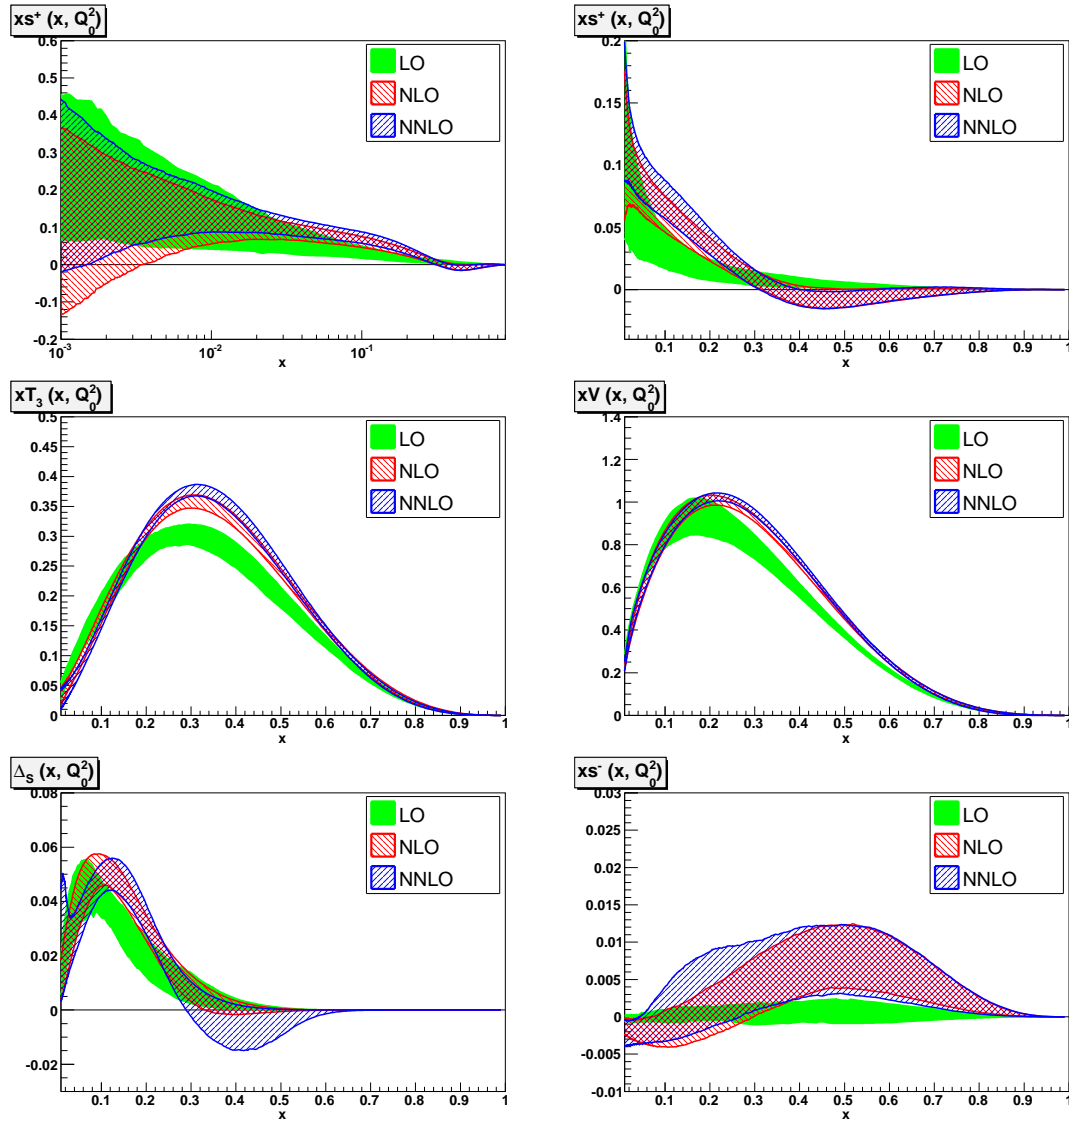 xs⁺ (x, Q₀²)
0.6
0.5
0.4
0.3
0.2
0.1
0
-0.1
-0.2
10⁻³
10⁻²
10⁻¹
x
LO
NLO
NNLO
xs⁺ (x, Q₀²)
0.2
0.15
0.1
0.05
0
0.1 0.2 0.3 0.4 0.5 0.6 0.7 0.8 0.9 1
x
LO
NLO
NNLO
xT₃ (x, Q₀²)
0.5
0.45
0.4
0.35
0.3
0.25
0.2
0.15
0.1
0.05
0
0.1 0.2 0.3 0.4 0.5 0.6 0.7 0.8 0.9 1
x
LO
NLO
NNLO
xV (x, Q₀²)
1.4
1.2
1
0.8
0.6
0.4
0.2
0
0.1 0.2 0.3 0.4 0.5 0.6 0.7 0.8 0.9 1
x
LO
NLO
NNLO
Δ_S (x, Q₀²)
0.08
0.06
0.04
0.02
0
-0.02
0.1 0.2 0.3 0.4 0.5 0.6 0.7 0.8 0.9 1
x
LO
NLO
NNLO
xs⁻ (x, Q₀²)
0.03
0.025
0.02
0.015
0.01
0.005
0
-0.005
-0.01
0.1 0.2 0.3 0.4 0.5 0.6 0.7 0.8 0.9 1
x
LO
NLO
NNLO